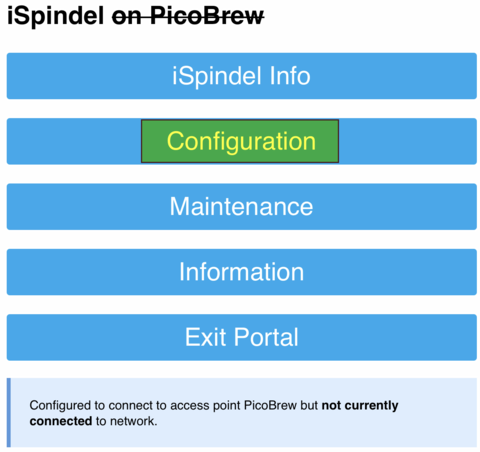 iSpindel on PicoBrew
iSpindel Info
Configuration
Maintenance
Information
Exit Portal
Configured to connect to access point PicoBrew but not currently
connected to network.